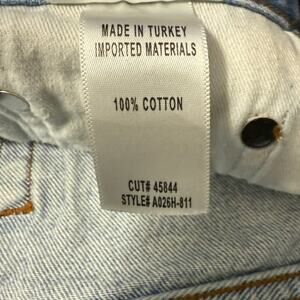 MADE IN TURKEY
IMPORTED MATERIALS
100% COTTON
CUT# 45844
STYLE# A026H-811